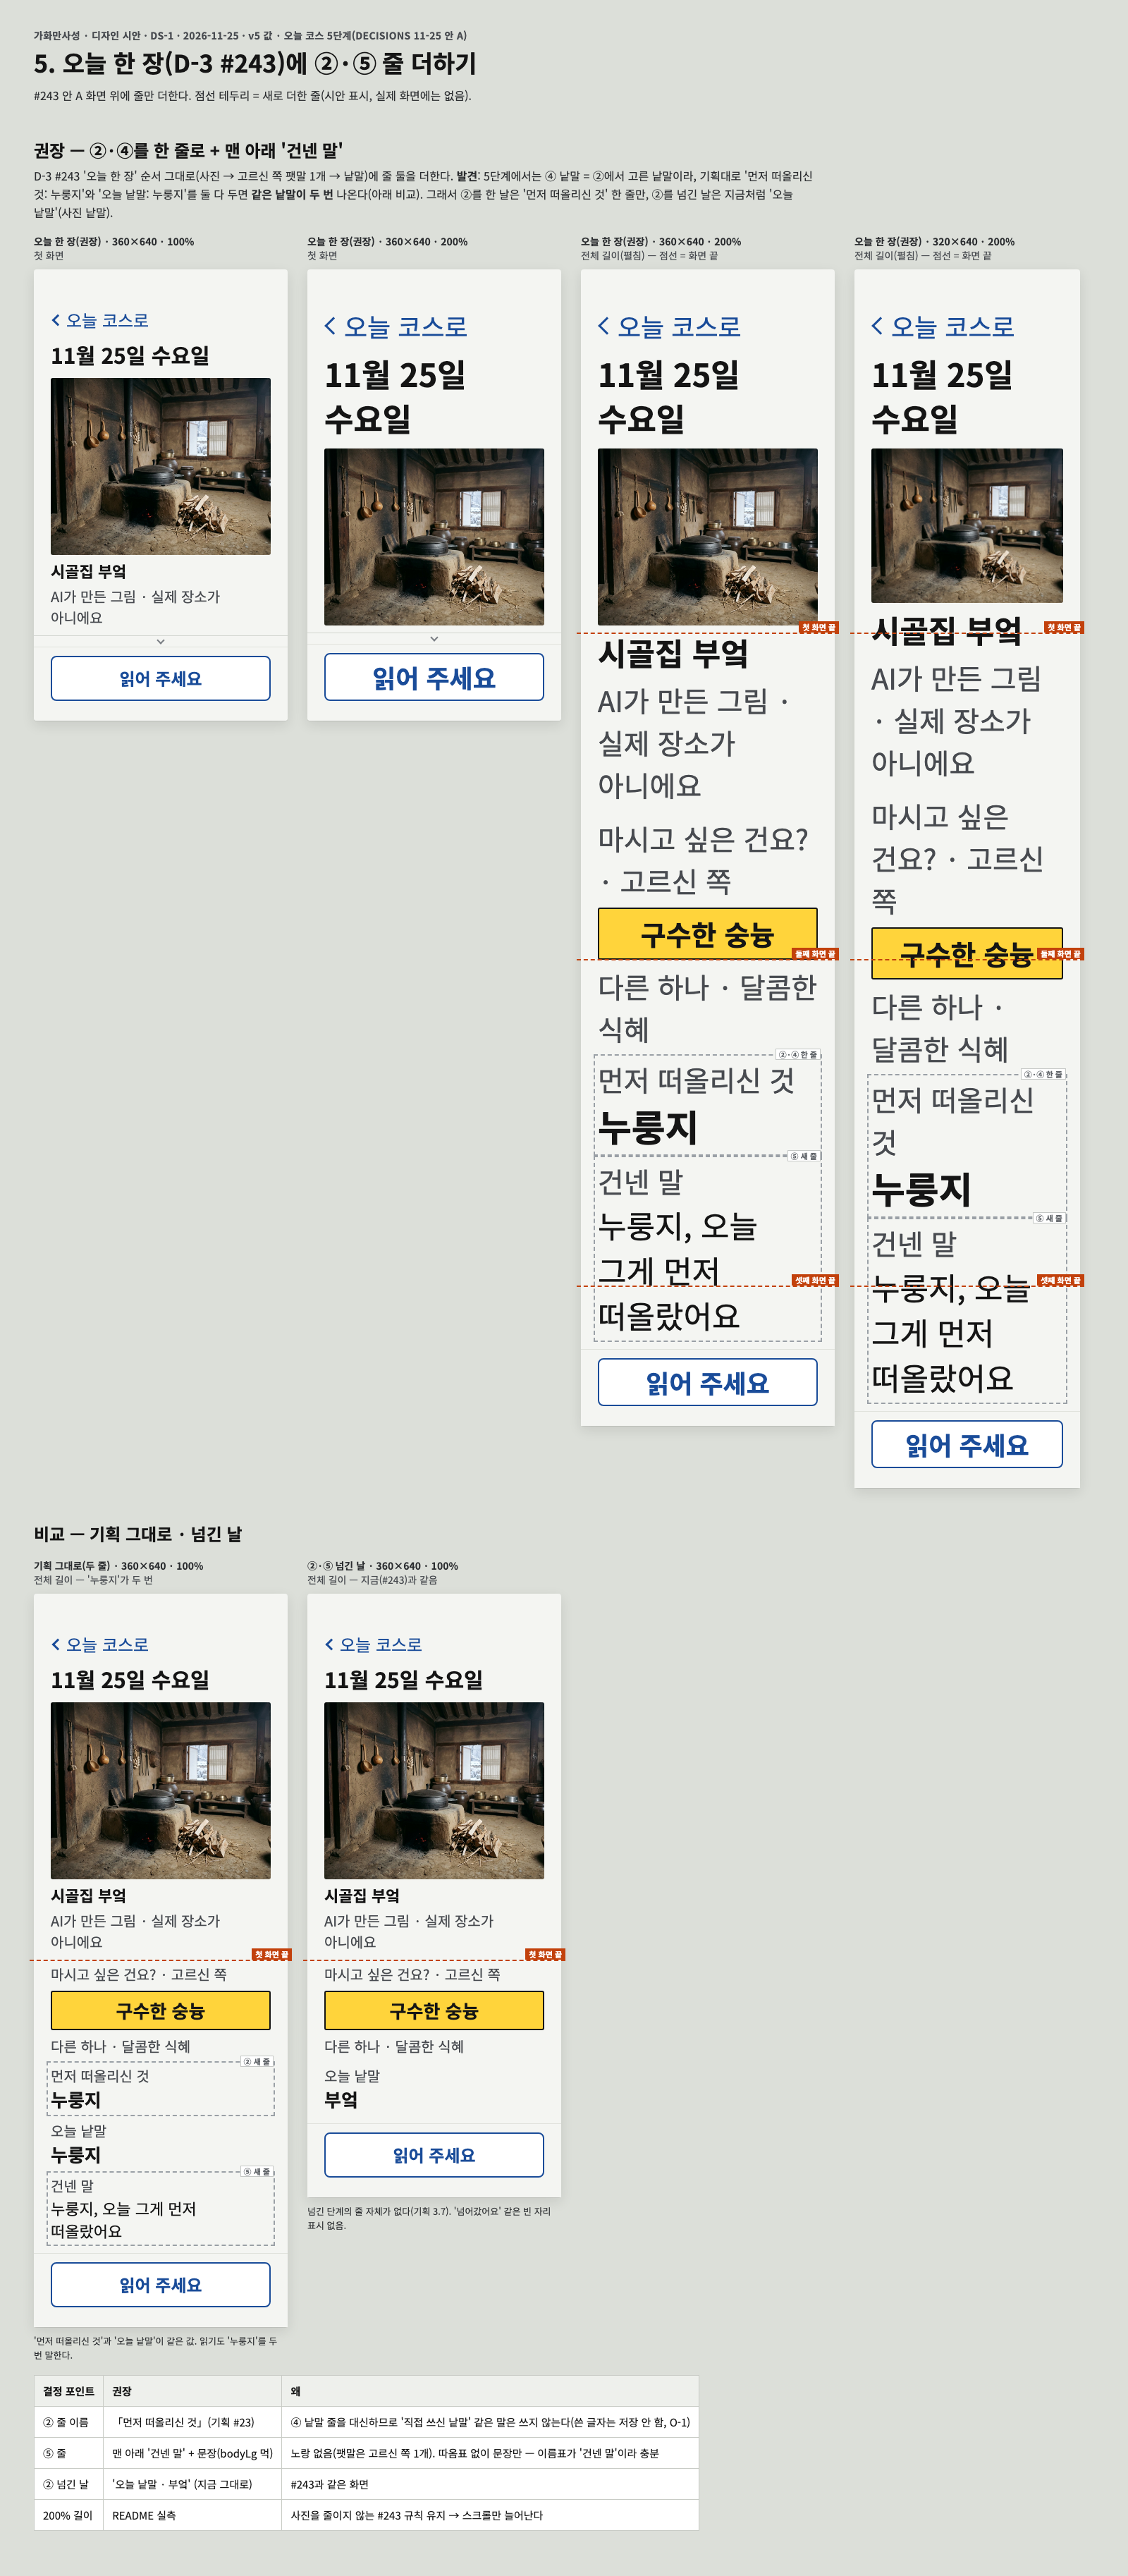 가화만사성 · 디자인 시안 · DS-1 · 2026-11-25 · v5 값 · 오늘 코스 5단계(DECISIONS 11-25 안 A)
5. 오늘 한 장(D-3 #243)에 ②·⑤ 줄 더하기
#243 안 A 화면 위에 줄만 더한다. 점선 테두리 = 새로 더한 줄(시안 표시, 실제 화면에는 없음).
권장 — ②·④를 한 줄로 + 맨 아래 '건넨 말'
D-3 #243 '오늘 한 장' 순서 그대로(사진 → 고르신 쪽 팻말 1개 → 낱말)에 줄 둘을 더한다. 발견: 5단계에서는 ④ 낱말 = ②에서 고른 낱말이라, 기획대로 '먼저 떠올리신
것: 누룽지'와 '오늘 낱말: 누룽지'를 둘 다 두면 같은 낱말이 두 번 나온다(아래 비교). 그래서 ②를 한 날은 '먼저 떠올리신 것' 한 줄만, ②를 넘긴 날은 지금처럼 '오늘
낱말'(사진 낱말).
오늘 한 장(권장) · 360×640 · 100%
첫 화면
< 오늘 코스로
11월 25일 수요일
시골집 부엌
AI가 만든 그림 · 실제 장소가
아니에요
읽어 주세요
오늘 한 장(권장) · 360×640 · 200%
첫 화면
< 오늘 코스로
11월 25일
수요일
읽어 주세요
오늘 한 장(권장) · 360×640 · 200%
전체 길이(펼침) — 점선 = 화면 끝
< 오늘 코스로
11월 25일
수요일
첫 화면 끝
시골집 부엌
AI가 만든 그림 ·
실제 장소가
아니에요
마시고 싶은 건요?
· 고르신 쪽
구수한 숭늉
둘째 화면 끝
다른 하나 · 달콤한
식혜
②·④ 한 줄
먼저 떠올리신 것
누룽지
⑤ 새 줄
건넨 말
누룽지, 오늘
그게 먼저
셋째 화면 끝
떠올랐어요
읽어 주세요
오늘 한 장(권장) · 320×640 · 200%
전체 길이(펼침) — 점선 = 화면 끝
< 오늘 코스로
11월 25일
수요일
시골집 부엌
첫 화면 끝
AI가 만든 그림
· 실제 장소가
아니에요
마시고 싶은
건요? · 고르신
쪽
구수한 숭늉
둘째 화면 끝
다른 하나 ·
달콤한 식혜
②·④ 한 줄
먼저 떠올리신
것
누룽지
⑤ 새 줄
건넨 말
누룽지, 오늘
셋째 화면 끝
그게 먼저
떠올랐어요
읽어 주세요
비교 — 기획 그대로 · 넘긴 날
기획 그대로(두 줄) · 360×640 · 100%
전체 길이 — '누룽지'가 두 번
< 오늘 코스로
11월 25일 수요일
시골집 부엌
AI가 만든 그림 · 실제 장소가
아니에요
첫 화면 끝
마시고 싶은 건요? · 고르신 쪽
구수한 숭늉
다른 하나 · 달콤한 식혜
② 새 줄
먼저 떠올리신 것
누룽지
오늘 낱말
누룽지
⑤ 새 줄
건넨 말
누룽지, 오늘 그게 먼저
떠올랐어요
읽어 주세요
'먼저 떠올리신 것'과 '오늘 낱말'이 같은 값. 읽기도 '누룽지'를 두
번 말한다.
②·⑤ 넘긴 날 · 360×640 · 100%
전체 길이 — 지금(#243)과 같음
< 오늘 코스로
11월 25일 수요일
시골집 부엌
AI가 만든 그림 · 실제 장소가
아니에요
첫 화면 끝
마시고 싶은 건요? · 고르신 쪽
구수한 숭늉
다른 하나 · 달콤한 식혜
오늘 낱말
부엌
읽어 주세요
넘긴 단계의 줄 자체가 없다(기획 3.7). '넘어갔어요' 같은 빈 자리
표시 없음.
결정 포인트 권장 왜
② 줄 이름 「먼저 떠올리신 것」(기획 #23) ④ 낱말 줄을 대신하므로 '직접 쓰신 낱말' 같은 말은 쓰지 않는다(쓴 글자는 저장 안 함, O-1)
⑤ 줄 맨 아래 '건넨 말' + 문장(bodyLg 먹) 노랑 없음(팻말은 고르신 쪽 1개). 따옴표 없이 문장만 — 이름표가 '건넨 말'이라 충분
② 넘긴 날 '오늘 낱말 · 부엌' (지금 그대로) #243과 같은 화면
200% 길이 README 실측 사진을 줄이지 않는 #243 규칙 유지 → 스크롤만 늘어난다